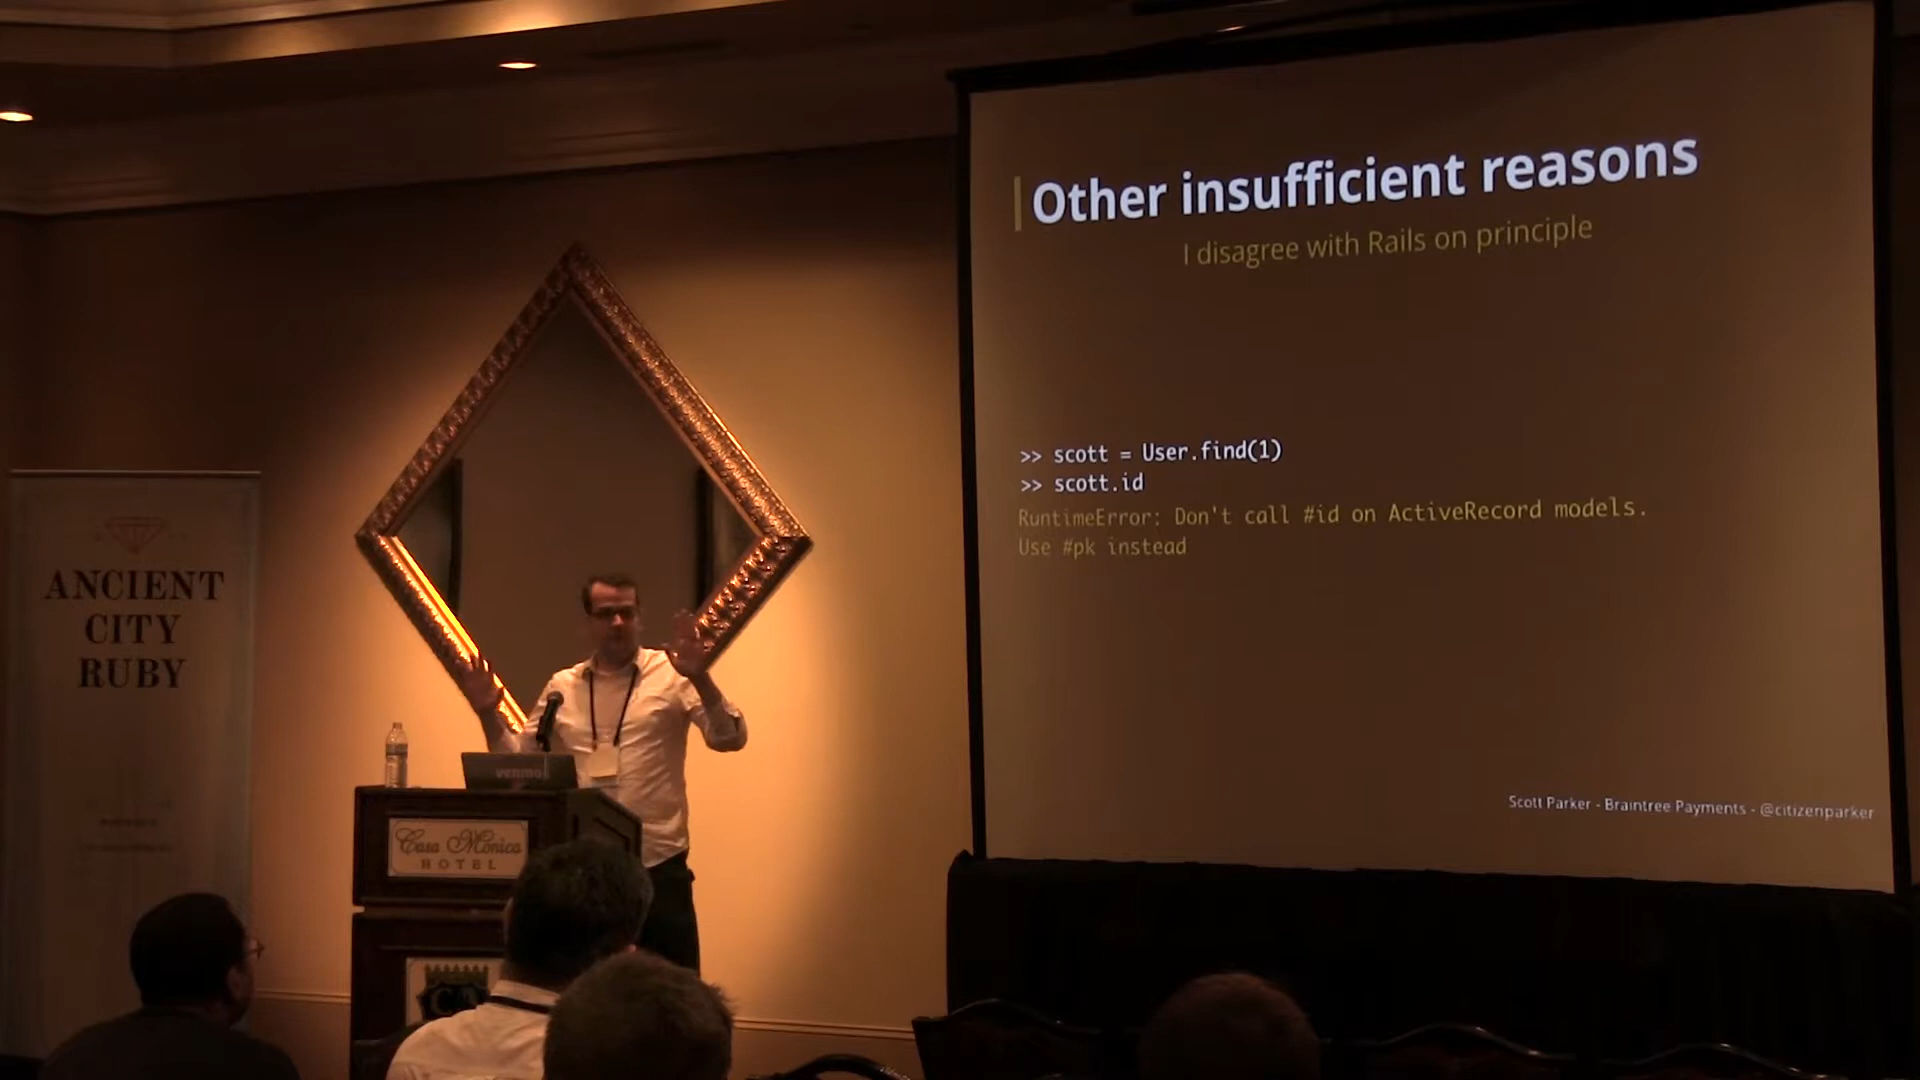 Other insufficient reasons
I disagree with Rails on principle
>> scott = User.find(1)
>> scott.id
RuntimeError: Don't call #id on ActiveRecord models.
Use #pk instead
Scott Parker - Braintree Payments - @citizenparker
ANCIENT
CITY
RUBY
venmo
Casa Monica
HOTEL